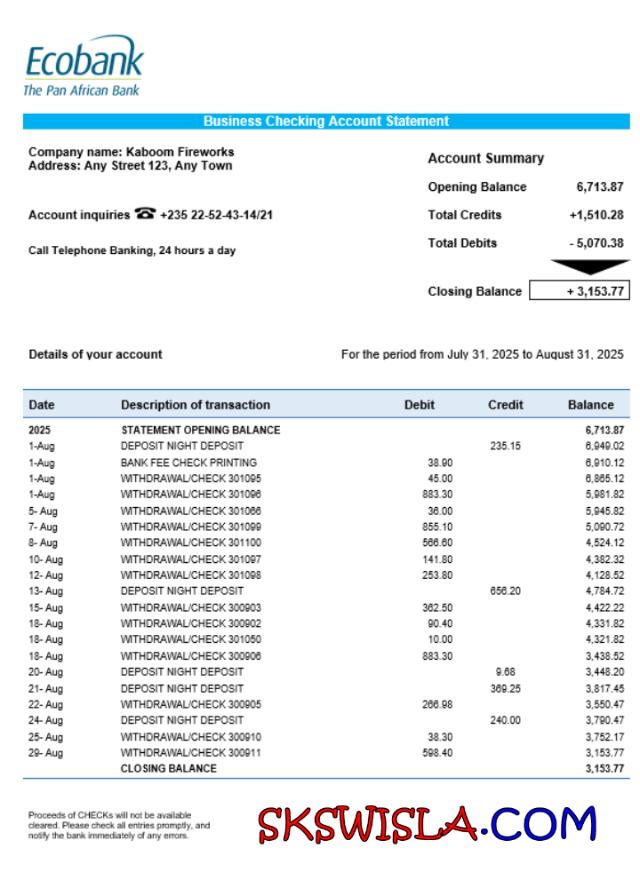 Ecobank
The Pan African Bank
Business Checking Account Statement
Company name: Kaboom Fireworks
Address: Any Street 123, Any Town
Account inquiries ☎ +235 22-52-43-14/21
Call Telephone Banking, 24 hours a day
Account Summary
Opening Balance 6,713.87
Total Credits +1,510.28
Total Debits - 5,070.38
Closing Balance + 3,153.77
Details of your account For the period from July 31, 2025 to August 31, 2025
Date Description of transaction Debit Credit Balance
2025 STATEMENT OPENING BALANCE 6,713.87
1-Aug DEPOSIT NIGHT DEPOSIT 235.15 6,949.02
1-Aug BANK FEE CHECK PRINTING 38.90 6,910.12
1-Aug WITHDRAWAL/CHECK 301095 45.00 6,865.12
1-Aug WITHDRAWAL/CHECK 301096 883.30 5,981.82
5- Aug WITHDRAWAL/CHECK 301066 36.00 5,945.82
7- Aug WITHDRAWAL/CHECK 301099 855.10 5,090.72
8- Aug WITHDRAWAL/CHECK 301100 566.60 4,524.12
10- Aug WITHDRAWAL/CHECK 301097 141.80 4,382.32
12- Aug WITHDRAWAL/CHECK 301098 253.80 4,128.52
13- Aug DEPOSIT NIGHT DEPOSIT 656.20 4,784.72
15- Aug WITHDRAWAL/CHECK 300903 362.50 4,422.22
18- Aug WITHDRAWAL/CHECK 300902 90.40 4,331.82
18- Aug WITHDRAWAL/CHECK 301050 10.00 4,321.82
18- Aug WITHDRAWAL/CHECK 300906 883.30 3,438.52
20- Aug DEPOSIT NIGHT DEPOSIT 9.68 3,448.20
21- Aug DEPOSIT NIGHT DEPOSIT 369.25 3,817.45
22- Aug WITHDRAWAL/CHECK 300905 266.98 3,550.47
24- Aug DEPOSIT NIGHT DEPOSIT 240.00 3,790.47
25- Aug WITHDRAWAL/CHECK 300910 38.30 3,752.17
29- Aug WITHDRAWAL/CHECK 300911 598.40 3,153.77
CLOSING BALANCE 3,153.77
Proceeds of CHECKs will not be available
cleared. Please check all entries promptly, and
notify the bank immediately of any errors.
SKSWISLA.COM